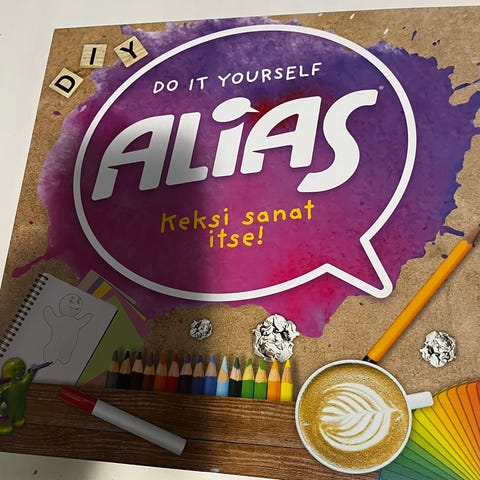 DIY
DO IT YOURSELF
ALiAS
Keksi sanat
itse!